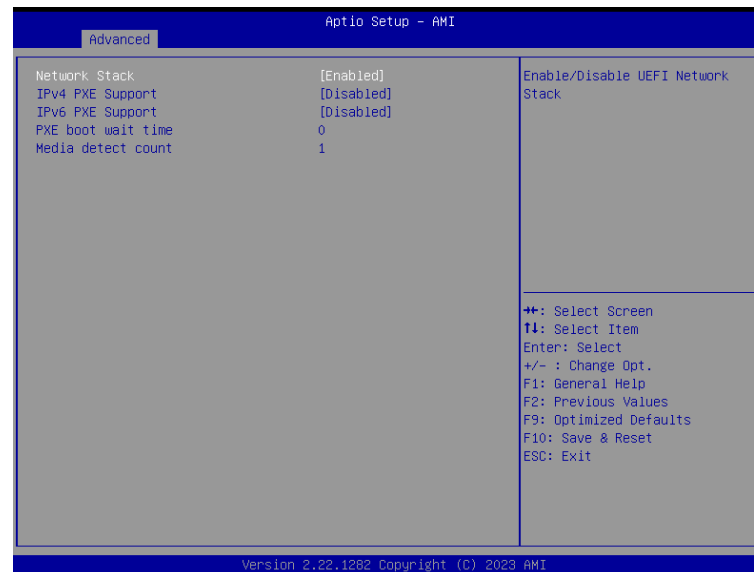 Aptio Setup - AMI
Advanced
Network Stack [Enabled]
IPv4 PXE Support [Disabled]
IPv6 PXE Support [Disabled]
PXE boot wait time 0
Media detect count 1
Enable/Disable UEFI Network
Stack
→←: Select Screen
↑↓: Select Item
Enter: Select
+/- : Change Opt.
F1: General Help
F2: Previous Values
F9: Optimized Defaults
F10: Save & Reset
ESC: Exit
Version 2.22.1282 Copyright (C) 2023 AMI